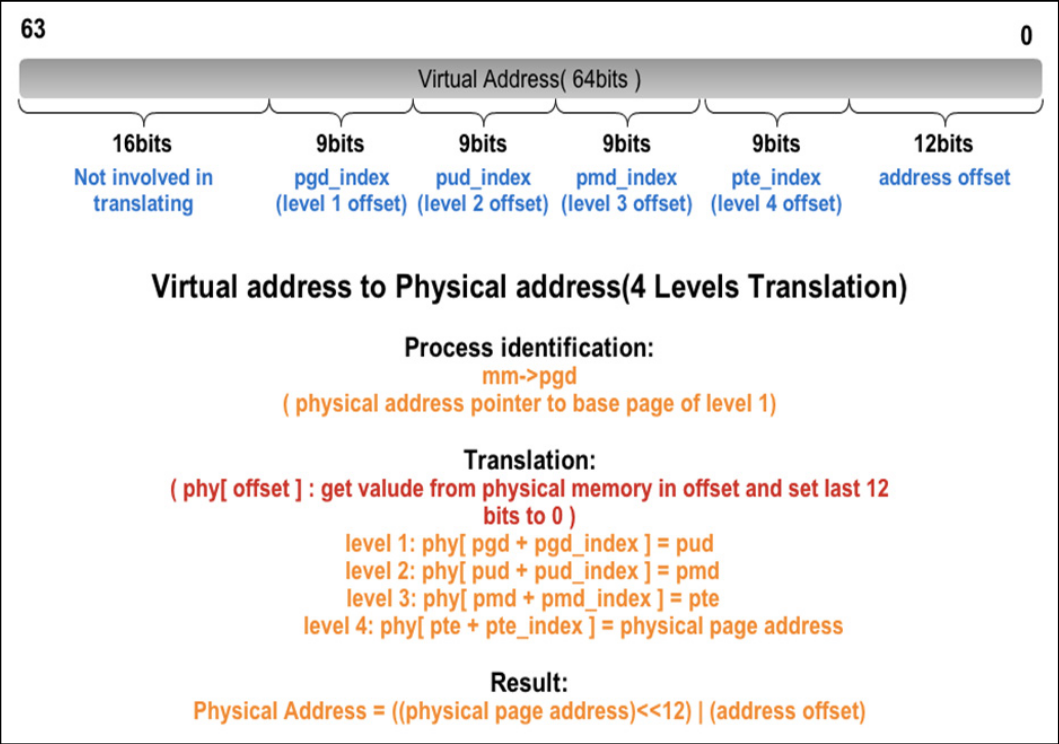 63
0
Virtual Address( 64bits )
16bits
9bits
9bits
9bits
9bits
12bits
Not involved in
translating
pgd_index
(level 1 offset)
pud_index
(level 2 offset)
pmd_index
(level 3 offset)
pte_index
(level 4 offset)
address offset
Virtual address to Physical address(4 Levels Translation)
Process identification:
mm->pgd
( physical address pointer to base page of level 1)
Translation:
( phy[ offset ] : get valude from physical memory in offset and set last 12
bits to 0 )
level 1: phy[ pgd + pgd_index ] = pud
level 2: phy[ pud + pud_index ] = pmd
level 3: phy[ pmd + pmd_index ] = pte
level 4: phy[ pte + pte_index ] = physical page address
Result:
Physical Address = ((physical page address)<<12) | (address offset)